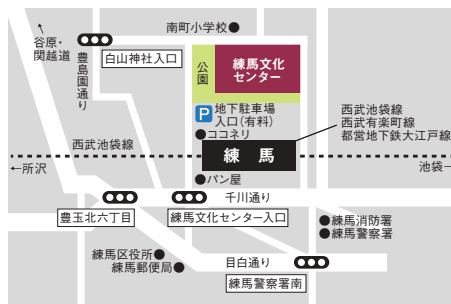 南町小学校●
↖谷原・
関越道
豊島園通り
白山神社入口
公園
練馬文化
センター
P
地下駐車場
入口(有料)
●ココネリ
西武池袋線
西武有楽町線
都営地下鉄大江戸線
西武池袋線
練馬
←所沢
池袋→
●パン屋
千川通り
豊玉北六丁目
練馬文化センター入口
●練馬消防署
●練馬警察署
練馬区役所●
練馬郵便局●
目白通り
練馬警察署南